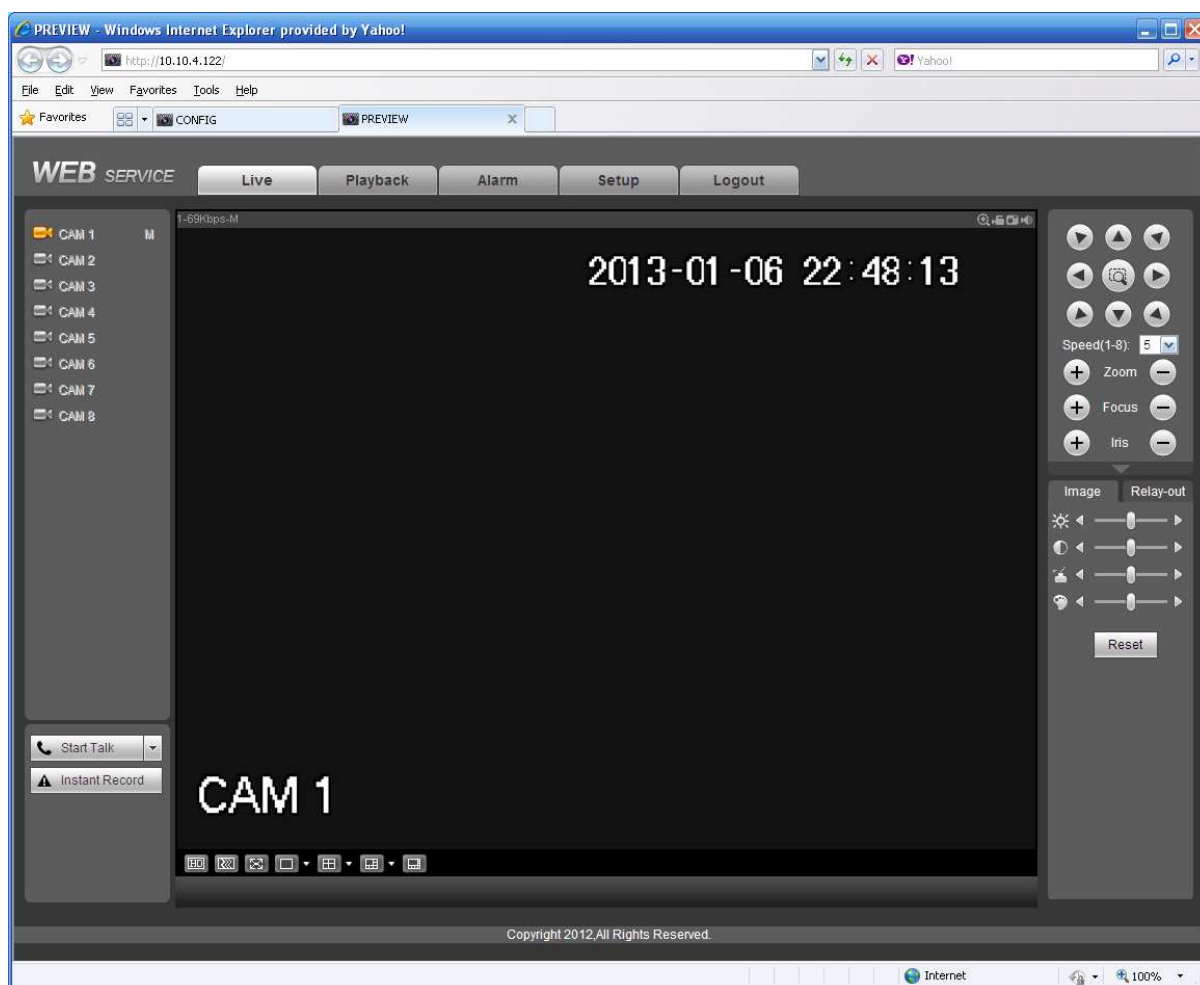 PREVIEW - Windows Internet Explorer provided by Yahoo!
http://10.10.4.122/
Yahoo!
File Edit View Favorites Tools Help
Favorites CONFIG PREVIEW
WEB SERVICE Live Playback Alarm Setup Logout
1-69Kbps-M
CAM 1 M
CAM 2
CAM 3
CAM 4
CAM 5
CAM 6
CAM 7
CAM 8
2013-01-06 22:48:13
CAM 1
Start Talk
Instant Record
HD
Speed(1-8): 5
+ Zoom −
+ Focus −
+ Iris −
Image Relay-out
Reset
Copyright 2012,All Rights Reserved.
Internet 100%